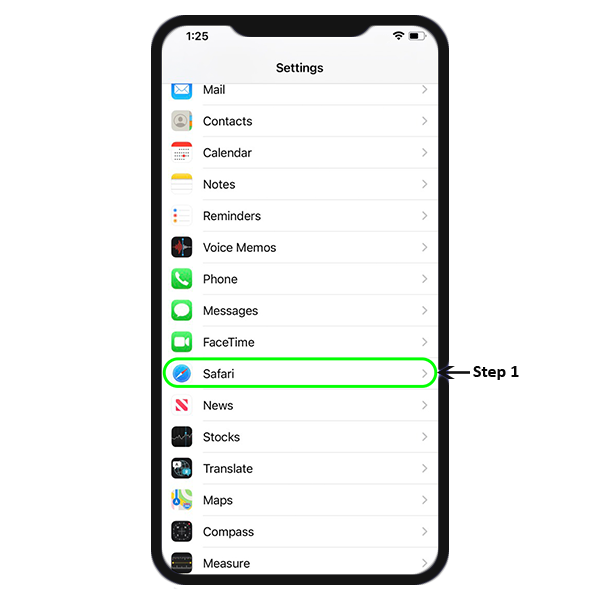 1:25
Settings
Mail
Contacts
Calendar
Notes
Reminders
Voice Memos
Phone
Messages
FaceTime
Safari
Step 1
News
Stocks
Translate
Maps
Compass
Measure